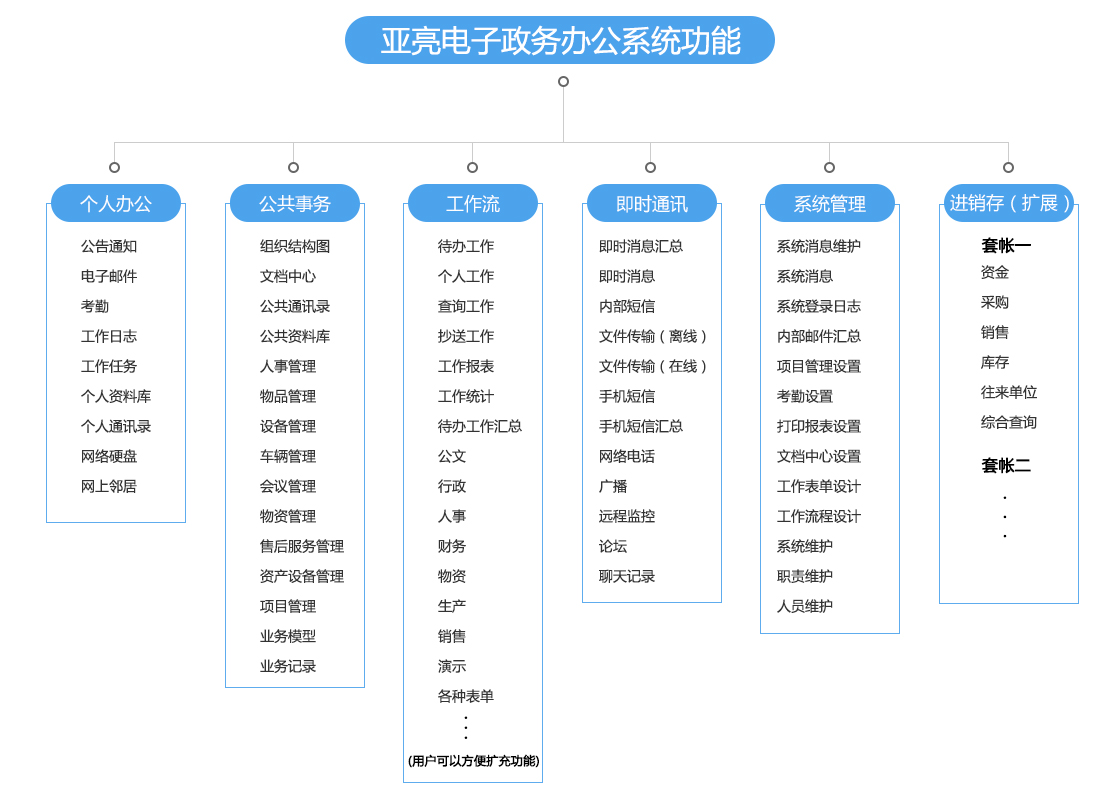 亚亮电子政务办公系统功能
个人办公
公告通知
电子邮件
考勤
工作日志
工作任务
个人资料库
个人通讯录
网络硬盘
网上邻居
公共事务
组织结构图
文档中心
公共通讯录
公共资料库
人事管理
物品管理
设备管理
车辆管理
会议管理
物资管理
售后服务管理
资产设备管理
项目管理
业务模型
业务记录
工作流
待办工作
个人工作
查询工作
抄送工作
工作报表
工作统计
待办工作汇总
公文
行政
人事
财务
物资
生产
销售
演示
各种表单
·
·
·
(用户可以方便扩充功能)
即时通讯
即时消息汇总
即时消息
内部短信
文件传输（离线）
文件传输（在线）
手机短信
手机短信汇总
网络电话
广播
远程监控
论坛
聊天记录
系统管理
系统消息维护
系统消息
系统登录日志
内部邮件汇总
项目管理设置
考勤设置
打印报表设置
文档中心设置
工作表单设计
工作流程设计
系统维护
职责维护
人员维护
进销存（扩展）
套帐一
资金
采购
销售
库存
往来单位
综合查询
套帐二
·
·
·